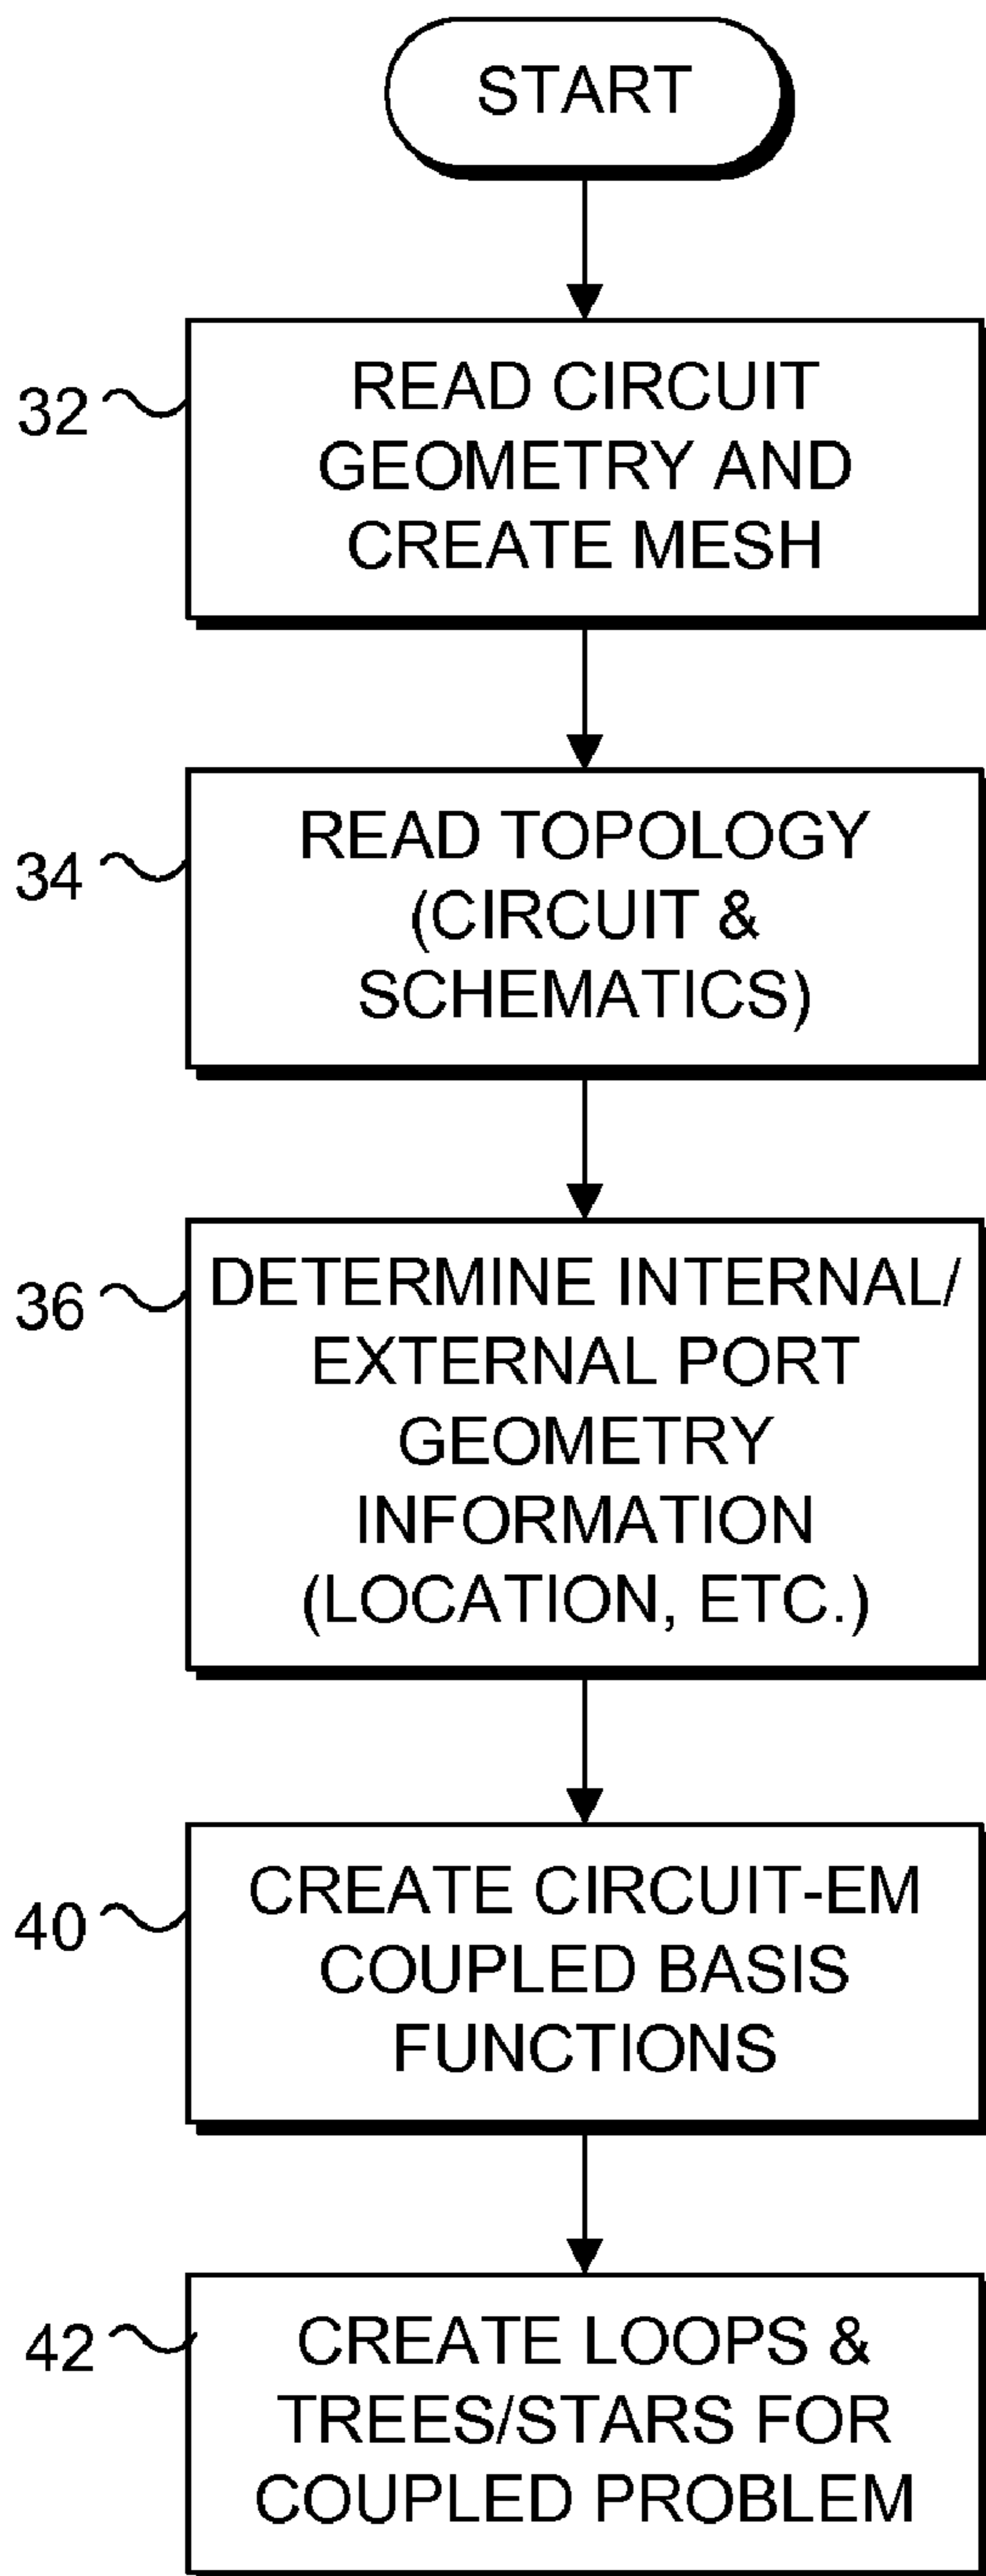 START
32
READ CIRCUIT
GEOMETRY AND
CREATE MESH
34
READ TOPOLOGY
(CIRCUIT &
SCHEMATICS)
36
DETERMINE INTERNAL/
EXTERNAL PORT
GEOMETRY
INFORMATION
(LOCATION, ETC.)
40
CREATE CIRCUIT-EM
COUPLED BASIS
FUNCTIONS
42
CREATE LOOPS &
TREES/STARS FOR
COUPLED PROBLEM